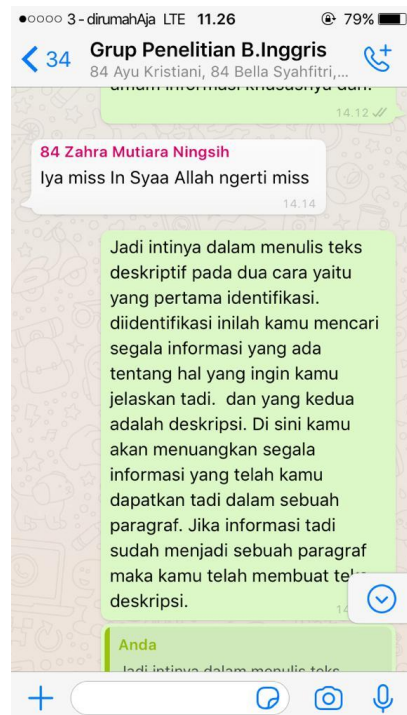 3 - dirumahAja LTE 11.26 79%
34 Grup Penelitian B.Inggris
84 Ayu Kristiani, 84 Bella Syahfitri,...
umum informasi khususnya dan.
14.12
84 Zahra Mutiara Ningsih
Iya miss In Syaa Allah ngerti miss
14.14
Jadi intinya dalam menulis teks
deskriptif pada dua cara yaitu
yang pertama identifikasi.
diidentifikasi inilah kamu mencari
segala informasi yang ada
tentang hal yang ingin kamu
jelaskan tadi. dan yang kedua
adalah deskripsi. Di sini kamu
akan menuangkan segala
informasi yang telah kamu
dapatkan tadi dalam sebuah
paragraf. Jika informasi tadi
sudah menjadi sebuah paragraf
maka kamu telah membuat
deskripsi.
Anda
Jadi intinya dalam menulis teks